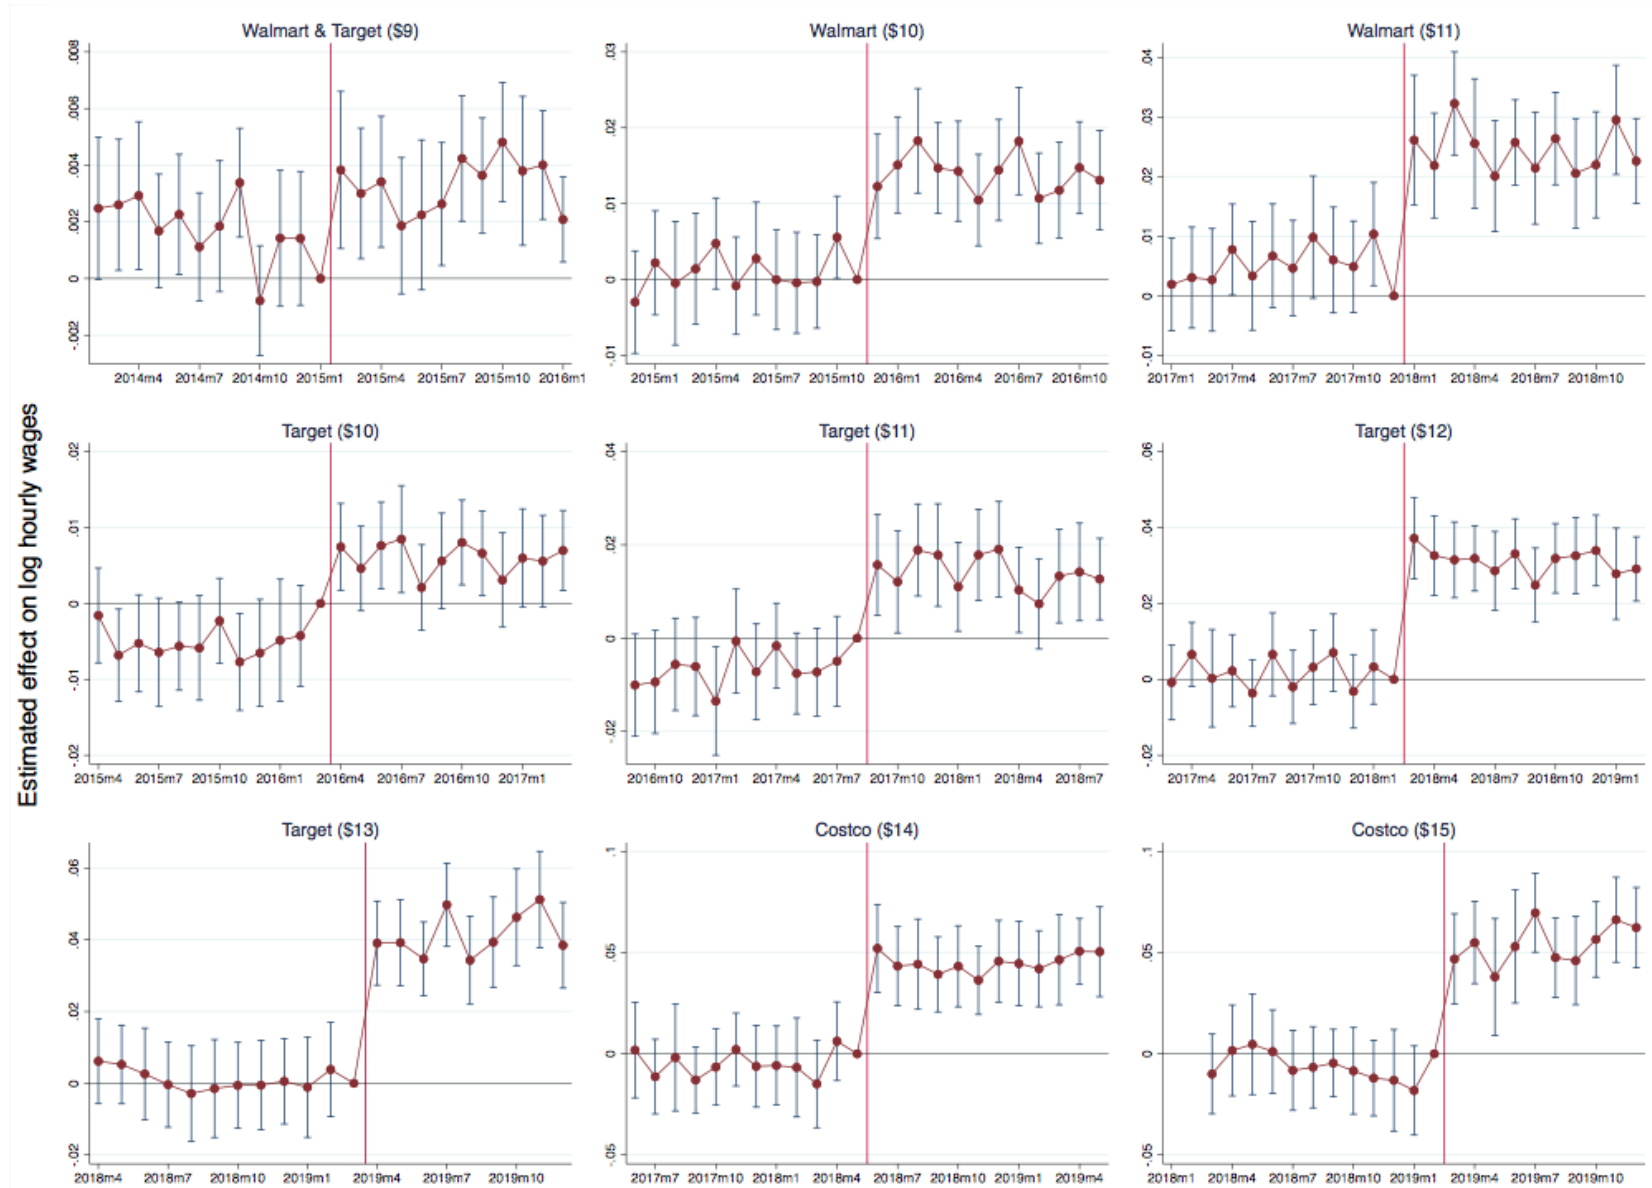 Estimated effect on log hourly wages
Walmart & Target ($9)
.008
.006
.004
.002
0
-.002
2014m4 2014m7 2014m10 2015m1 2015m4 2015m7 2015m10 2016m1
Walmart ($10)
.03
.02
.01
0
-.01
2015m1 2015m4 2015m7 2015m10 2016m1 2016m4 2016m7 2016m10
Walmart ($11)
.04
.03
.02
.01
0
-.01
2017m1 2017m4 2017m7 2017m10 2018m1 2018m4 2018m7 2018m10
Target ($10)
.02
.01
0
-.01
-.02
2015m4 2015m7 2015m10 2016m1 2016m4 2016m7 2016m10 2017m1
Target ($11)
.04
.02
0
-.02
2016m10 2017m1 2017m4 2017m7 2017m10 2018m1 2018m4 2018m7
Target ($12)
.06
.04
.02
0
-.02
2017m4 2017m7 2017m10 2018m1 2018m4 2018m7 2018m10 2019m1
Target ($13)
.06
.04
.02
0
-.02
2018m4 2018m7 2018m10 2019m1 2019m4 2019m7 2019m10
Costco ($14)
.1
.05
0
-.05
2017m7 2017m10 2018m1 2018m4 2018m7 2018m10 2019m1 2019m4
Costco ($15)
.1
.05
0
-.05
2018m1 2018m4 2018m7 2018m10 2019m1 2019m4 2019m7 2019m10